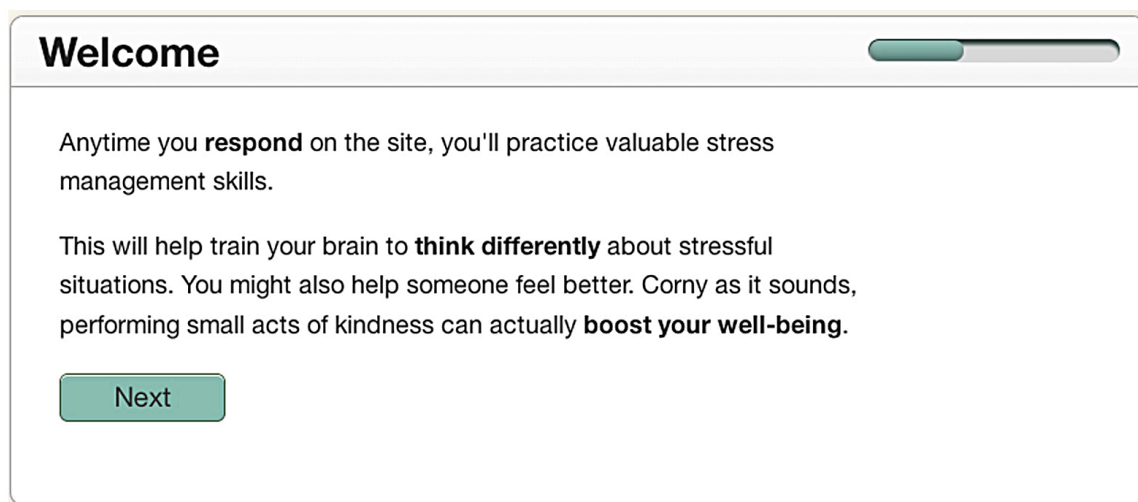 Welcome
Anytime you respond on the site, you'll practice valuable stress
management skills.
This will help train your brain to think differently about stressful
situations. You might also help someone feel better. Corny as it sounds,
performing small acts of kindness can actually boost your well-being.
Next